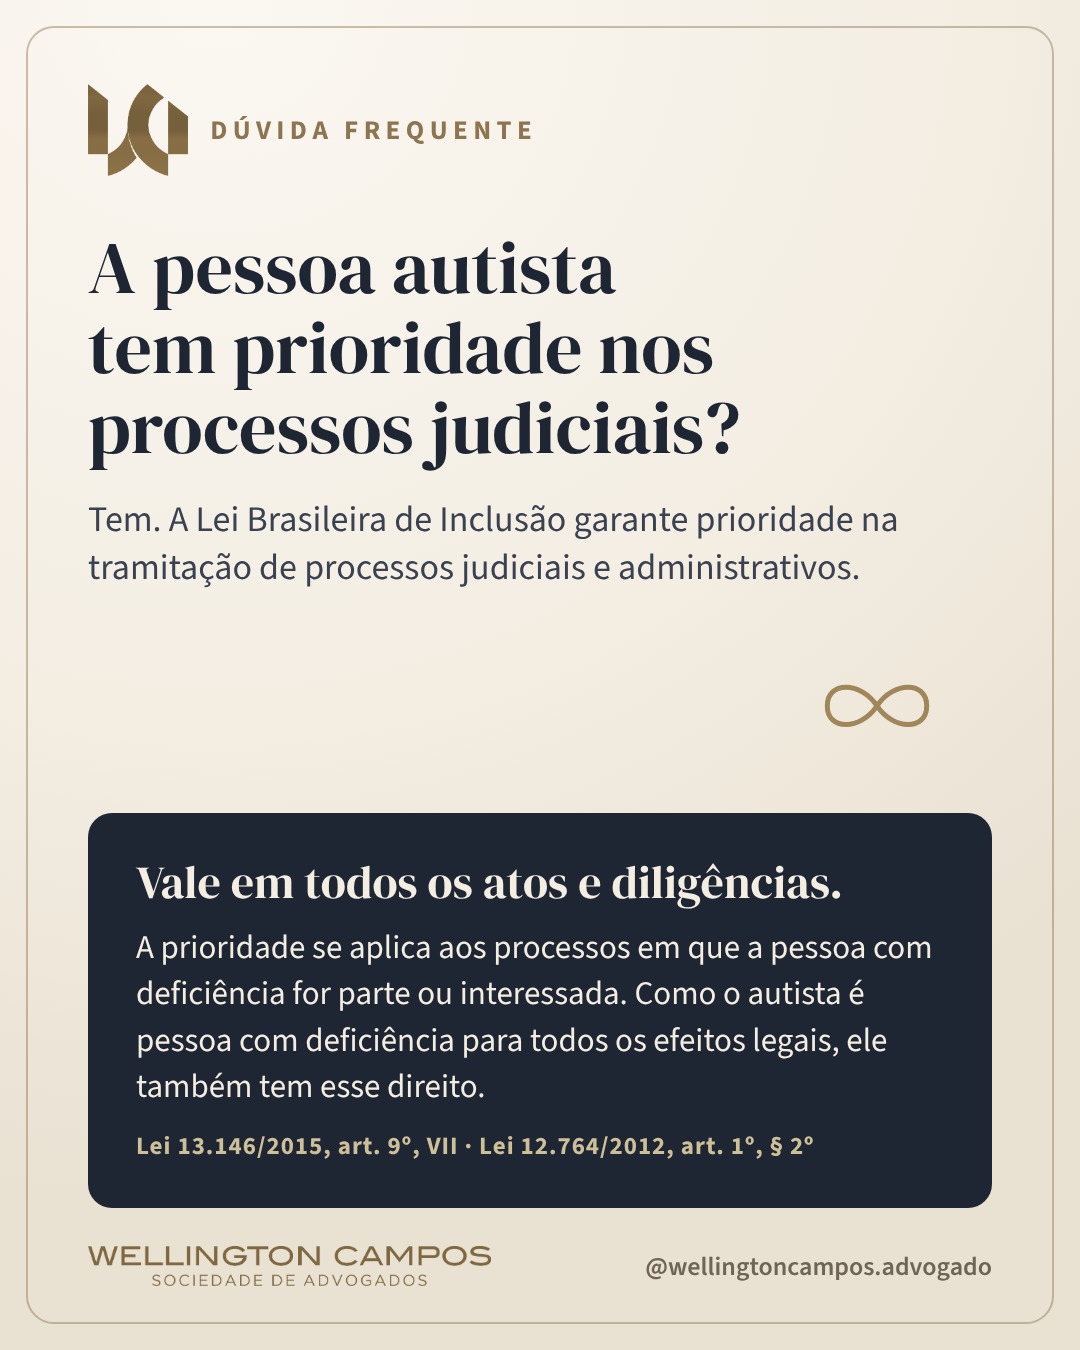 DÚVIDA FREQUENTE
A pessoa autista
tem prioridade nos
processos judiciais?
Tem. A Lei Brasileira de Inclusão garante prioridade na
tramitação de processos judiciais e administrativos.
Vale em todos os atos e diligências.
A prioridade se aplica aos processos em que a pessoa com
deficiência for parte ou interessada. Como o autista é
pessoa com deficiência para todos os efeitos legais, ele
também tem esse direito.
Lei 13.146/2015, art. 9º, VII · Lei 12.764/2012, art. 1º, § 2º
WELLINGTON CAMPOS
SOCIEDADE DE ADVOGADOS
@wellingtoncampos.advogado